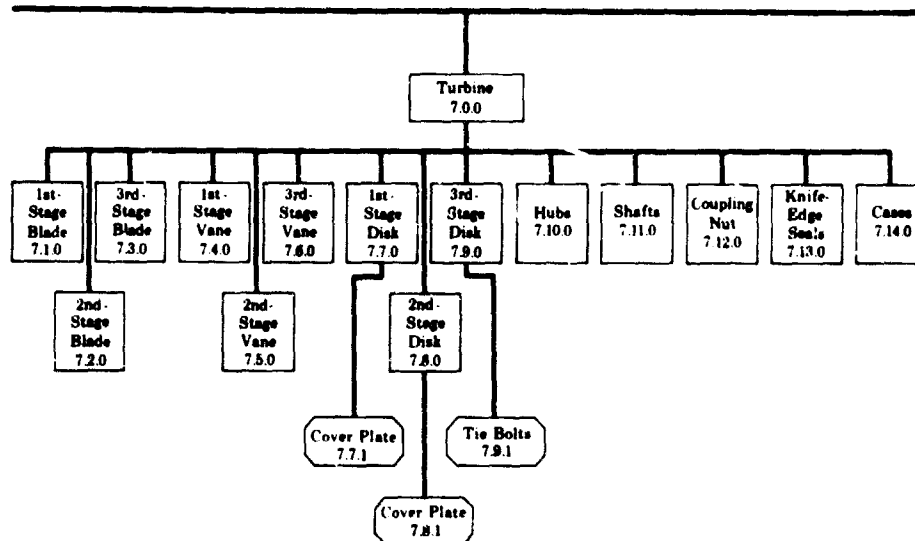 Turbine
7.0.0
1st-
Stage
Blade
7.1.0
3rd-
Stage
Blade
7.3.0
1st-
Stage
Vane
7.4.0
3rd-
Stage
Vane
7.6.0
1st-
Stage
Disk
7.7.0
3rd-
Stage
Disk
7.9.0
Hubs
7.10.0
Shafts
7.11.0
Coupling
Nut
7.12.0
Knife-
Edge
Seals
7.13.0
Cases
7.14.0
2nd-
Stage
Blade
7.2.0
2nd-
Stage
Vane
7.5.0
2nd-
Stage
Disk
7.8.0
Cover Plate
7.7.1
Tie Bolts
7.9.1
Cover Plate
7.8.1